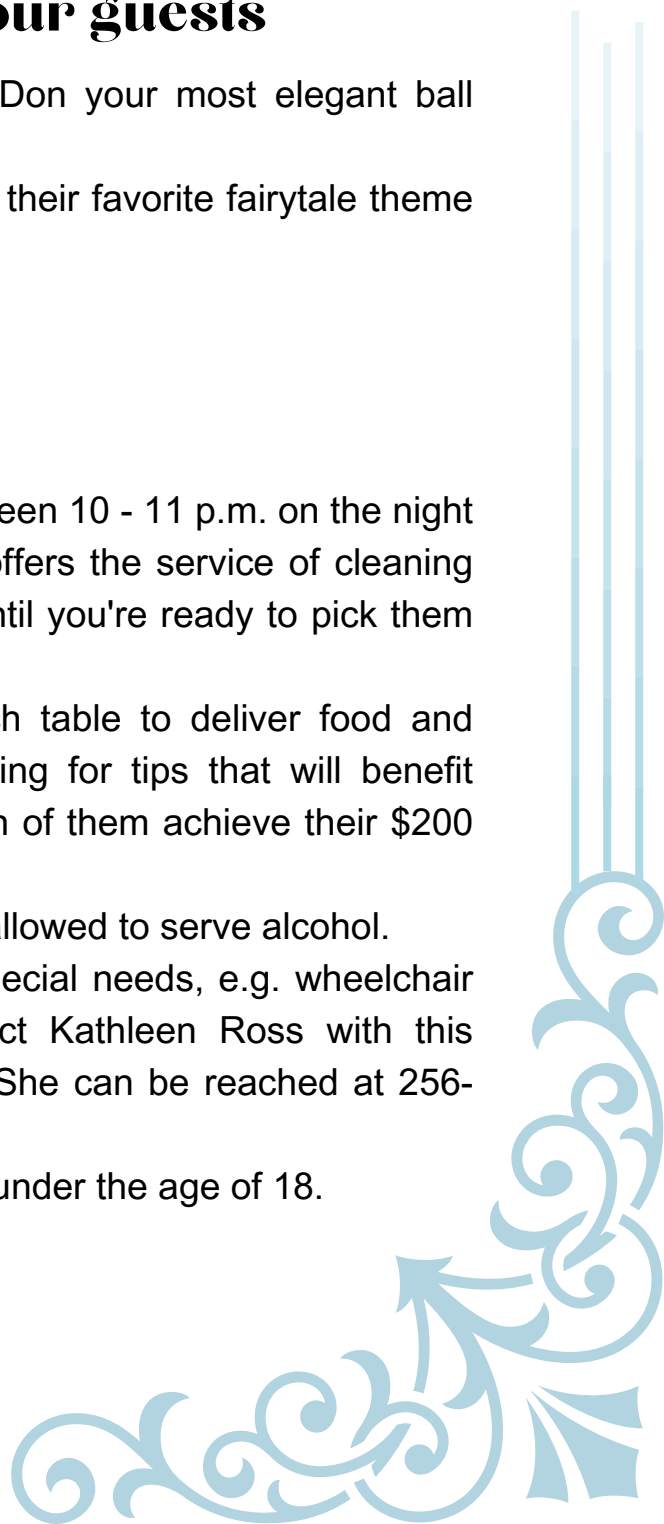 our guests
Don your most elegant ball
their favorite fairytale theme
een 10 - 11 p.m. on the night
ffers the service of cleaning
ntil you're ready to pick them
h table to deliver food and
ing for tips that will benefit
n of them achieve their $200
llowed to serve alcohol.
ecial needs, e.g. wheelchair
ct Kathleen Ross with this
She can be reached at 256-
under the age of 18.